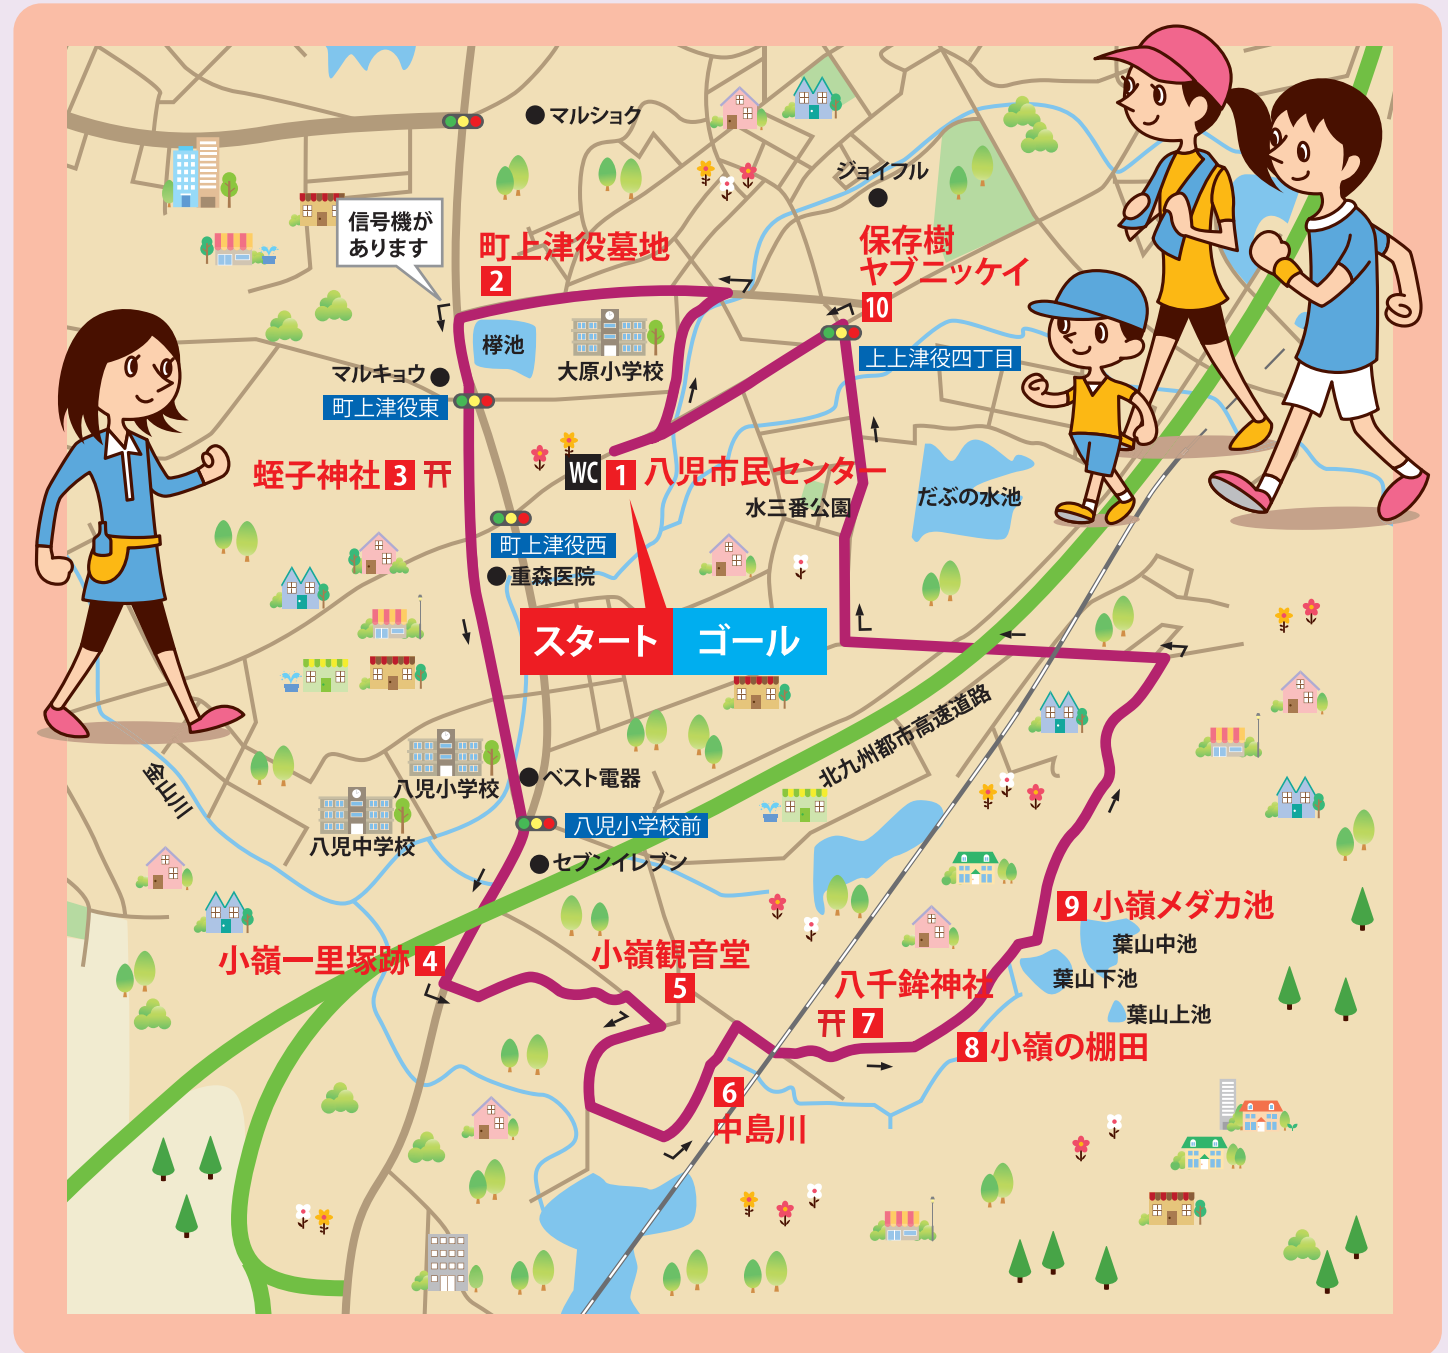 マルショク
ジョイフル
信号機が
あります
町上津役墓地
2
保存樹
ヤブニッケイ
10
欅池
大原小学校
上上津役四丁目
マルキョウ
町上津役東
蛭子神社 3
WC 1 八児市民センター
水三番公園
だぶの水池
町上津役西
重森医院
スタート ゴール
北九州都市高速道路
金山川
八児小学校
ベスト電器
八児中学校
八児小学校前
セブンイレブン
9 小嶺メダカ池
葉山中池
小嶺一里塚跡 4
小嶺観音堂
5
葉山下池
八千鉾神社
7
葉山上池
8 小嶺の棚田
6
中島川